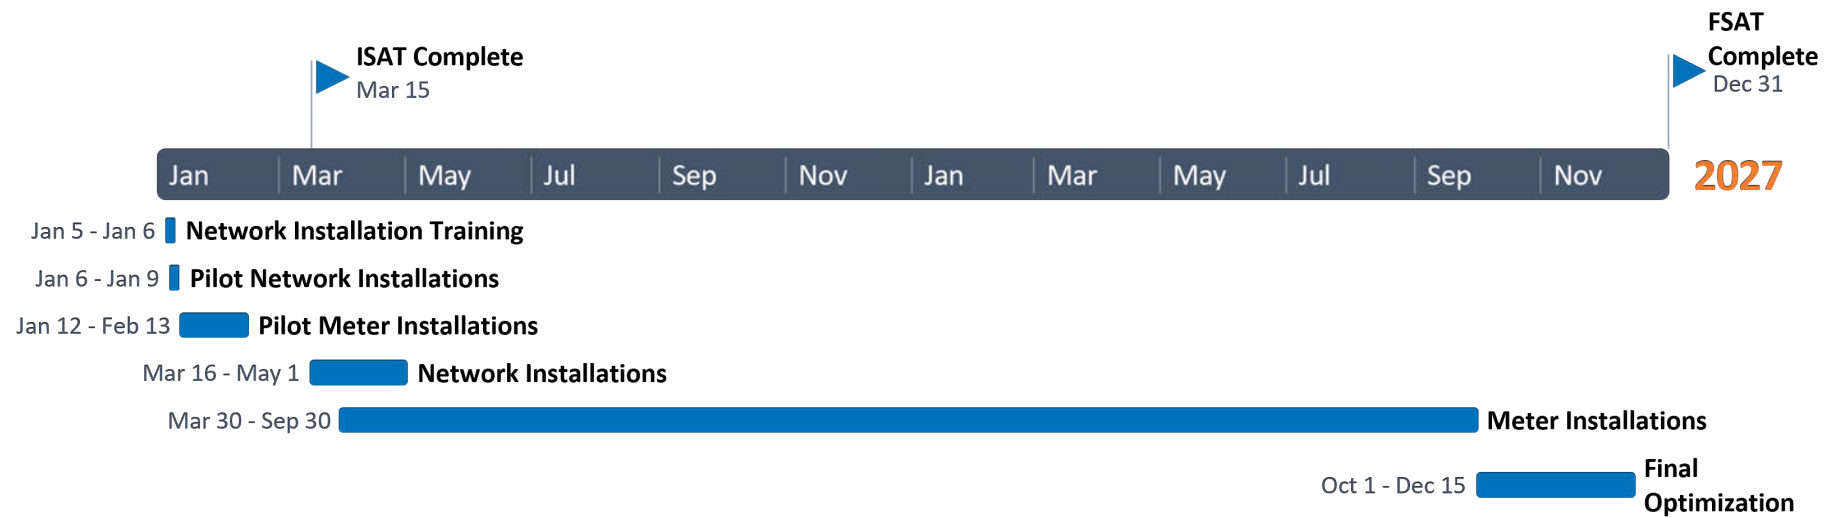 FSAT
Complete
Dec 31
ISAT Complete
Mar 15
Jan Mar May Jul Sep Nov Jan Mar May Jul Sep Nov 2027
Jan 5 - Jan 6 Network Installation Training
Jan 6 - Jan 9 Pilot Network Installations
Jan 12 - Feb 13 Pilot Meter Installations
Mar 16 - May 1 Network Installations
Mar 30 - Sep 30 Meter Installations
Oct 1 - Dec 15 Final
Optimization